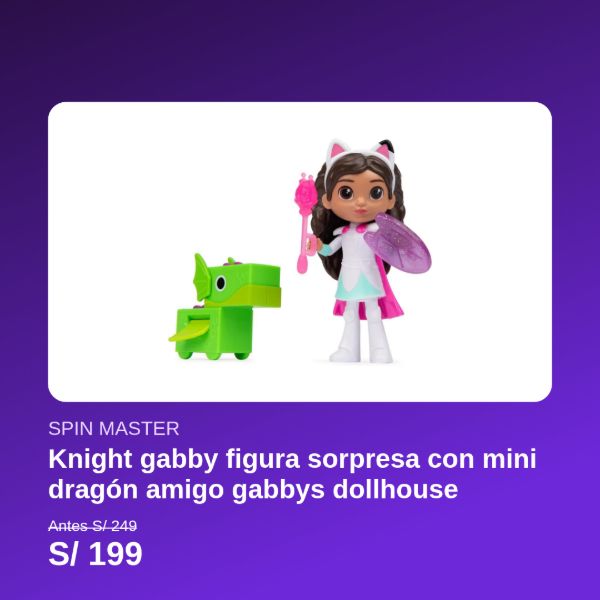 SPIN MASTER
Knight gabby figura sorpresa con mini
dragón amigo gabbys dollhouse
Antes S/ 249
S/ 199